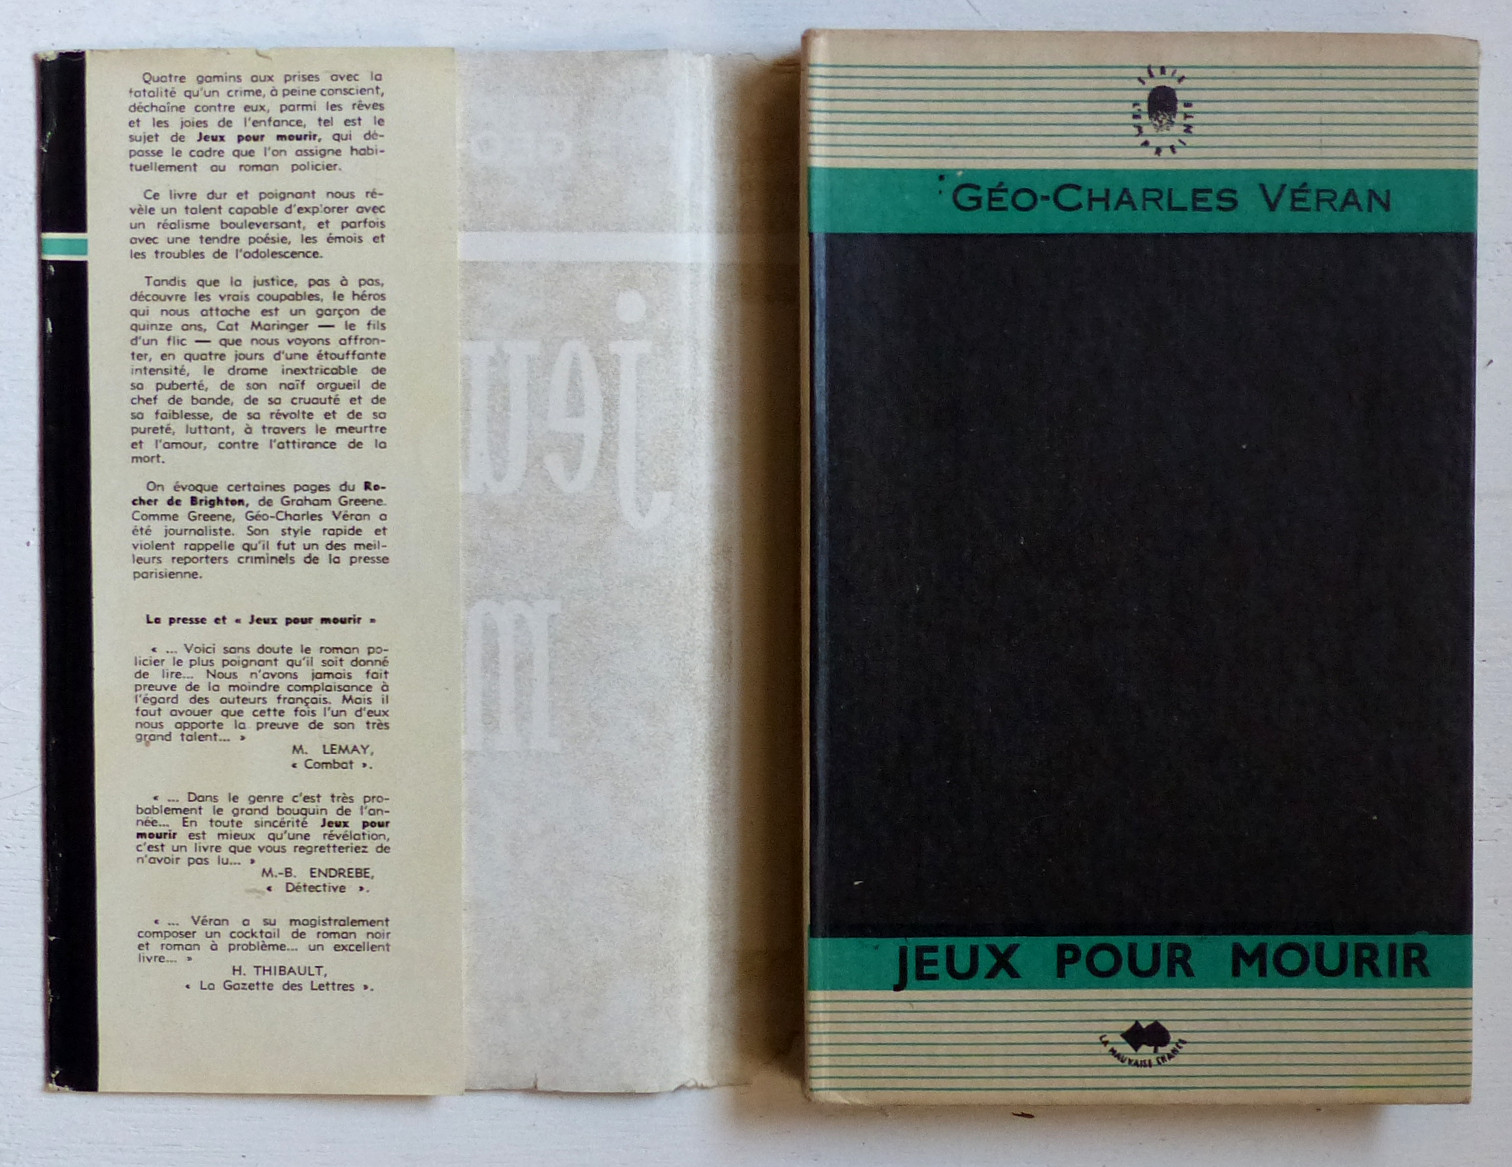 Quatre gamins aux prises avec la
fatalité qu'un crime, à peine conscient,
déchaîne contre eux, parmi les rêves
et les joies de l'enfance, tel est le
sujet de Jeux pour mourir, qui dé-
passe le cadre que l'on assigne habi-
tuellement au roman policier.
Ce livre dur et poignant nous ré-
vèle un talent capable d'explorer avec
un réalisme bouleversant, et parfois
avec une tendre poésie, les émois et
les troubles de l'adolescence.
Tandis que la justice, pas à pas,
découvre les vrais coupables, le héros
qui nous attache est un garçon de
quinze ans, Cat Maringer — le fils
d'un flic — que nous voyons affron-
ter, en quatre jours d'une étouffante
intensité, le drame inextricable de
sa puberté, de son naïf orgueil de
chef de bande, de sa cruauté et de
sa faiblesse, de sa révolte et de sa
pureté, luttant, à travers le meurtre
et l'amour, contre l'attirance de la
mort.
On évoque certaines pages du Ro-
cher de Brighton, de Graham Greene.
Comme Greene, Géo-Charles Véran a
été journaliste. Son style rapide et
violent rappelle qu'il fut un des meil-
leurs reporters criminels de la presse
parisienne.
La presse et « Jeux pour mourir »
« ... Voici sans doute le roman po-
licier le plus poignant qu'il soit donné
de lire... Nous n'avons jamais fait
preuve de la moindre complaisance à
l'égard des auteurs français. Mais il
faut avouer que cette fois l'un d'eux
nous apporte la preuve de son très
grand talent... »
M. LEMAY,
« Combat ».
« ... Dans le genre c'est très pro-
bablement le grand bouquin de l'an-
née... En toute sincérité Jeux pour
mourir est mieux qu'une révélation,
c'est un livre que vous regretteriez de
n'avoir pas lu... »
M.-B. ENDREBE,
« Détective ».
« ... Véran a su magistralement
composer un cocktail de roman noir
et roman à problème... un excellent
livre... »
H. THIBAULT,
« La Gazette des Lettres ».
jeu
m
SÉRIE
EMPREINTE
GÉO-CHARLES VÉRAN
JEUX POUR MOURIR
LA MAUVAISE CHANCE